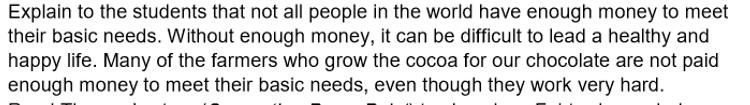 Explain to the students that not all people in the world have enough money to meet
their basic needs. Without enough money, it can be difficult to lead a healthy and
happy life. Many of the farmers who grow the cocoa for our chocolate are not paid
enough money to meet their basic needs, even though they work very hard.